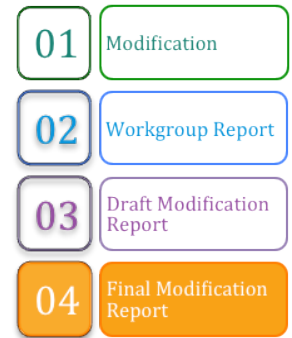 01
Modification
02
Workgroup Report
03
Draft Modification
Report
04
Final Modification
Report